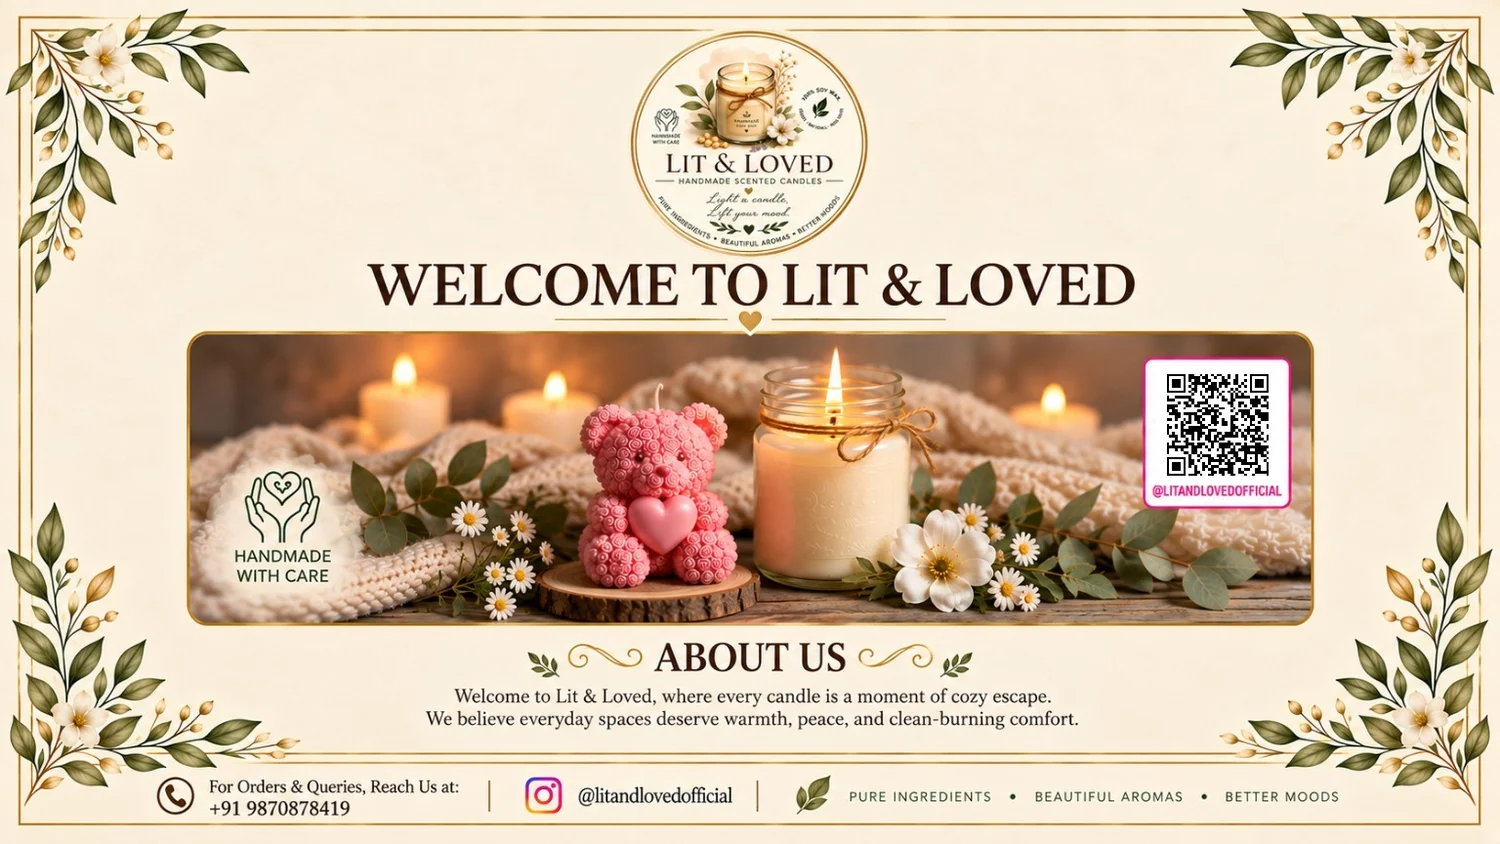 HANDMADE
WITH CARE
100% SOY WAX
LIT & LOVED
HANDMADE SCENTED CANDLES
Light a candle,
Lift your mood.
PURE INGREDIENTS • BEAUTIFUL AROMAS • BETTER MOODS
WELCOME TO LIT & LOVED
@LITANDLOVEDOFFICIAL
HANDMADE
WITH CARE
ABOUT US
Welcome to Lit & Loved, where every candle is a moment of cozy escape.
We believe everyday spaces deserve warmth, peace, and clean-burning comfort.
For Orders & Queries, Reach Us at:
+91 9870878419
@litandlovedofficial
PURE INGREDIENTS • BEAUTIFUL AROMAS • BETTER MOODS